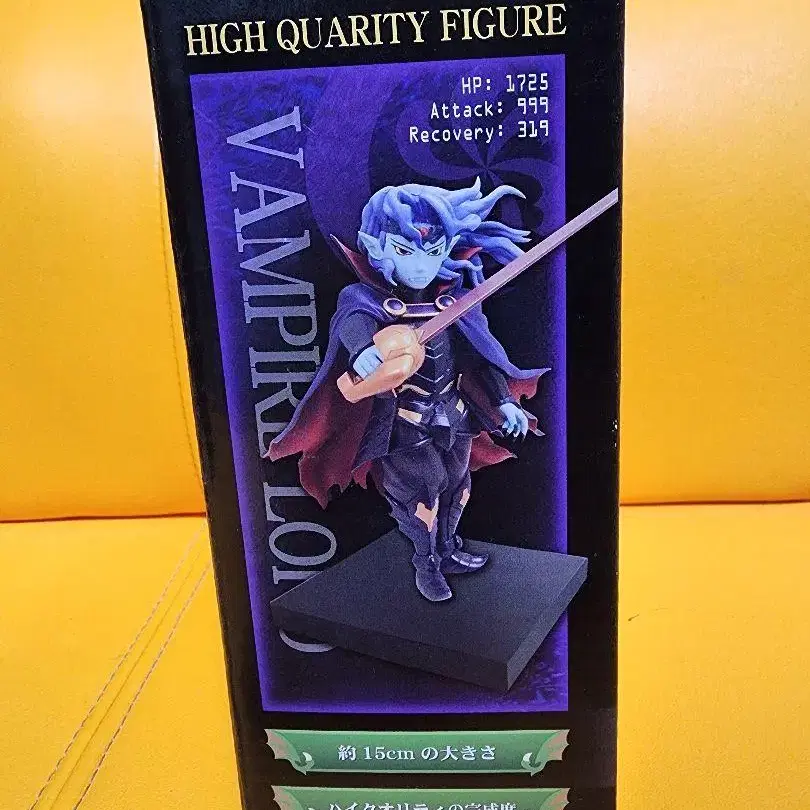 HIGH QUARITY FIGURE
HP: 1725
Attack: 999
Recovery: 319
VAMPIRE LORD
約15cmの大きさ
ハイクオリティの完成度